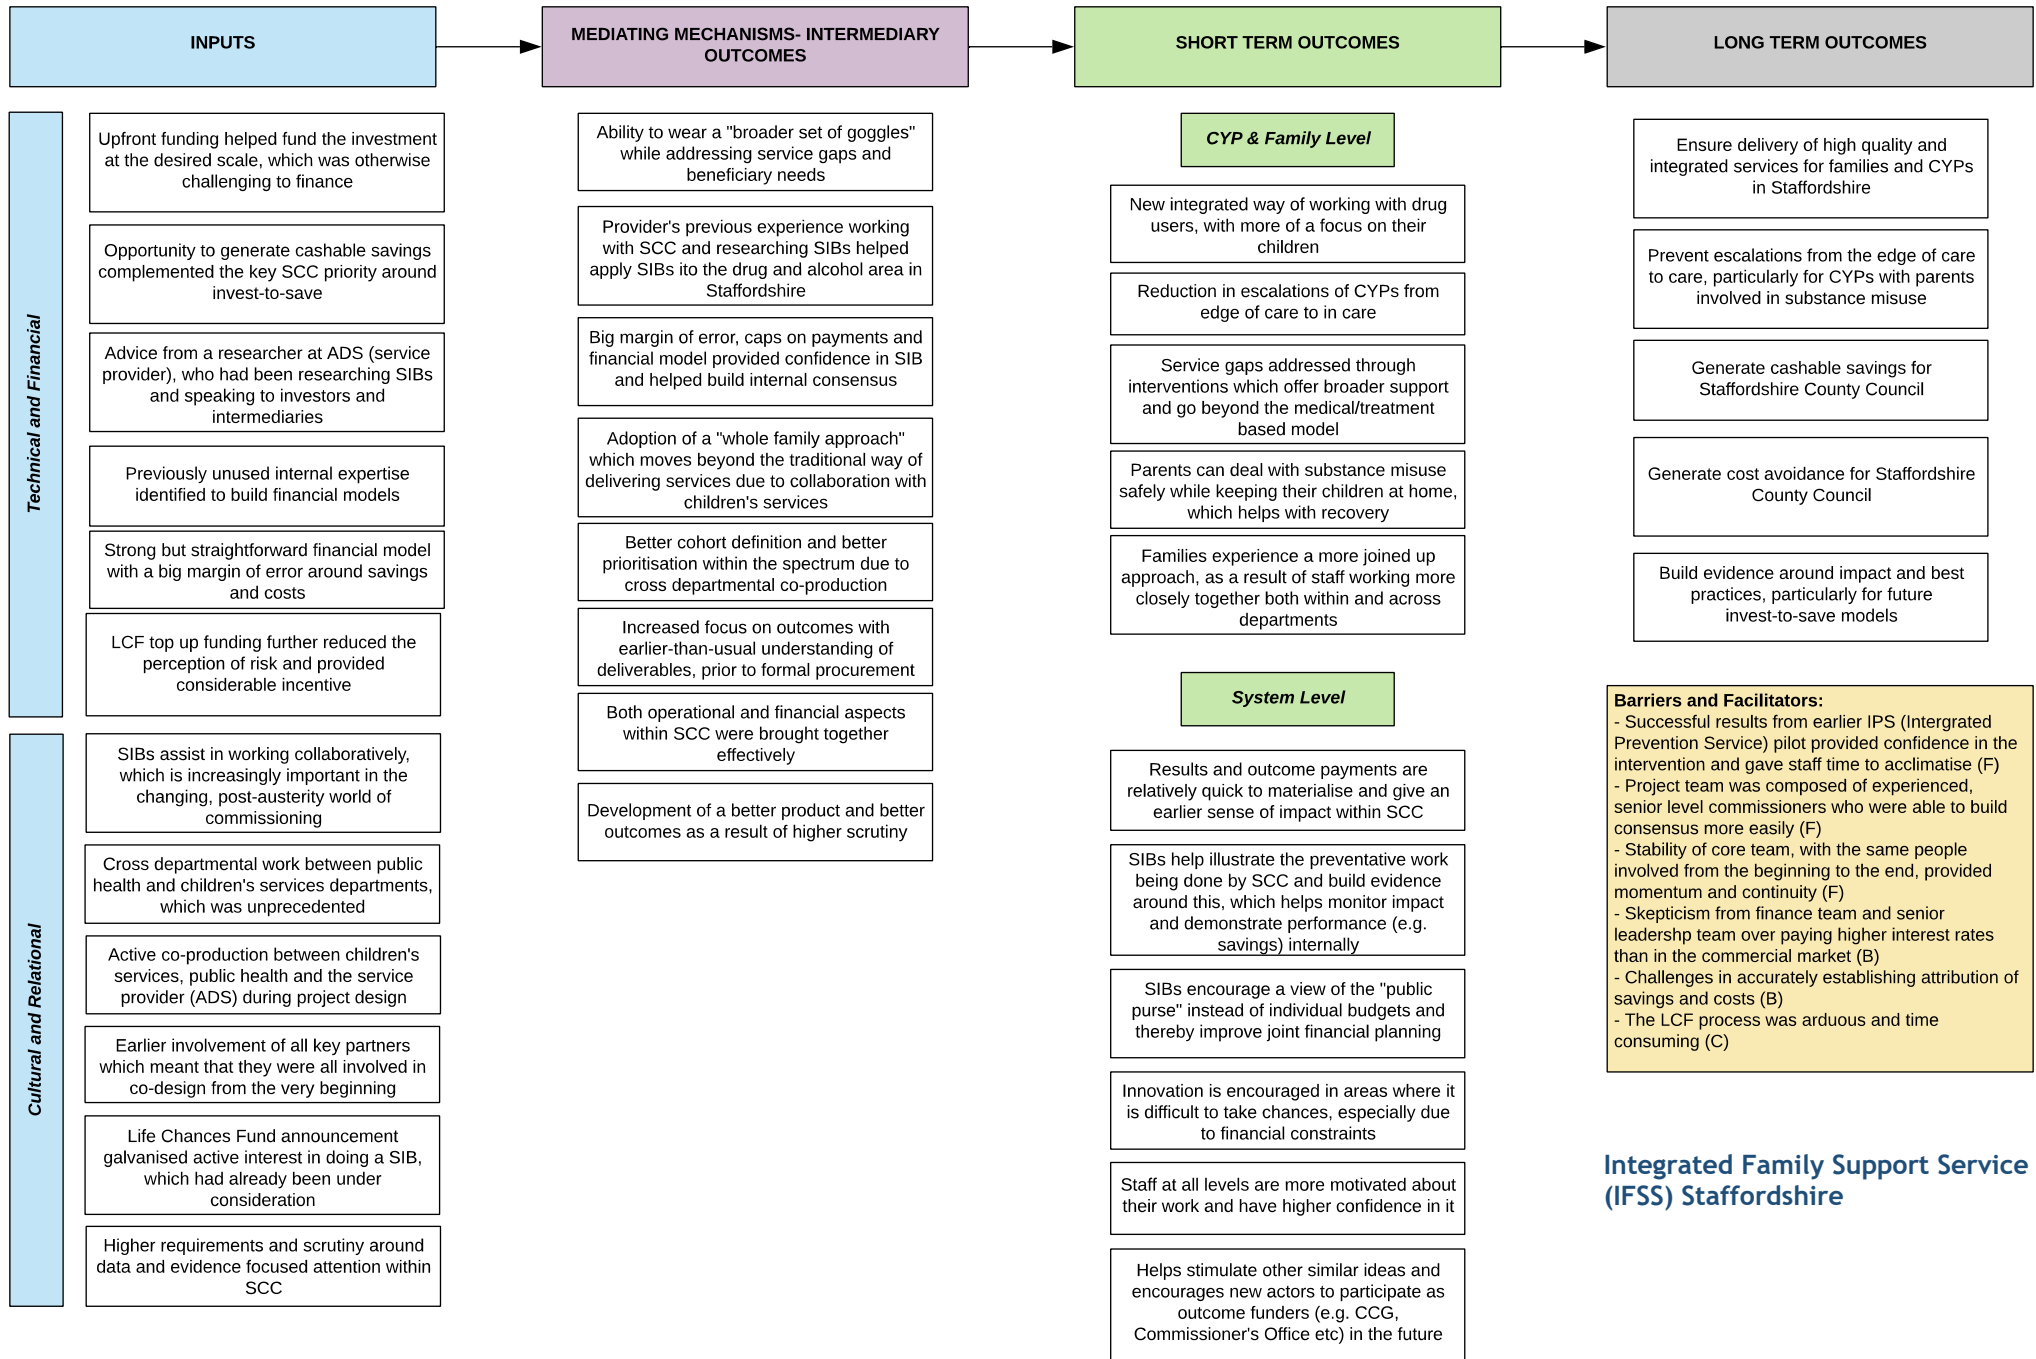 INPUTS
MEDIATING MECHANISMS- INTERMEDIARY
OUTCOMES
SHORT TERM OUTCOMES
LONG TERM OUTCOMES
Technical and Financial
Upfront funding helped fund the investment
at the desired scale, which was otherwise
challenging to finance
Opportunity to generate cashable savings
complemented the key SCC priority around
invest-to-save
Advice from a researcher at ADS (service
provider), who had been researching SIBs
and speaking to investors and
intermediaries
Previously unused internal expertise
identified to build financial models
Strong but straightforward financial model
with a big margin of error around savings
and costs
LCF top up funding further reduced the
perception of risk and provided
considerable incentive
Cultural and Relational
SIBs assist in working collaboratively,
which is increasingly important in the
changing, post-austerity world of
commissioning
Cross departmental work between public
health and children's services departments,
which was unprecedented
Active co-production between children's
services, public health and the service
provider (ADS) during project design
Earlier involvement of all key partners
which meant that they were all involved in
co-design from the very beginning
Life Chances Fund announcement
galvanised active interest in doing a SIB,
which had already been under
consideration
Higher requirements and scrutiny around
data and evidence focused attention within
SCC
Ability to wear a "broader set of goggles"
while addressing service gaps and
beneficiary needs
Provider's previous experience working
with SCC and researching SIBs helped
apply SIBs ito the drug and alcohol area in
Staffordshire
Big margin of error, caps on payments and
financial model provided confidence in SIB
and helped build internal consensus
Adoption of a "whole family approach"
which moves beyond the traditional way of
delivering services due to collaboration with
children's services
Better cohort definition and better
prioritisation within the spectrum due to
cross departmental co-production
Increased focus on outcomes with
earlier-than-usual understanding of
deliverables, prior to formal procurement
Both operational and financial aspects
within SCC were brought together
effectively
Development of a better product and better
outcomes as a result of higher scrutiny
CYP & Family Level
New integrated way of working with drug
users, with more of a focus on their
children
Reduction in escalations of CYPs from
edge of care to in care
Service gaps addressed through
interventions which offer broader support
and go beyond the medical/treatment
based model
Parents can deal with substance misuse
safely while keeping their children at home,
which helps with recovery
Families experience a more joined up
approach, as a result of staff working more
closely together both within and across
departments
System Level
Results and outcome payments are
relatively quick to materialise and give an
earlier sense of impact within SCC
SIBs help illustrate the preventative work
being done by SCC and build evidence
around this, which helps monitor impact
and demonstrate performance (e.g.
savings) internally
SIBs encourage a view of the "public
purse" instead of individual budgets and
thereby improve joint financial planning
Innovation is encouraged in areas where it
is difficult to take chances, especially due
to financial constraints
Staff at all levels are more motivated about
their work and have higher confidence in it
Helps stimulate other similar ideas and
encourages new actors to participate as
outcome funders (e.g. CCG,
Commissioner's Office etc) in the future
Ensure delivery of high quality and
integrated services for families and CYPs
in Staffordshire
Prevent escalations from the edge of care
to care, particularly for CYPs with parents
involved in substance misuse
Generate cashable savings for
Staffordshire County Council
Generate cost avoidance for Staffordshire
County Council
Build evidence around impact and best
practices, particularly for future
invest-to-save models
Barriers and Facilitators:
- Successful results from earlier IPS (Intergrated
Prevention Service) pilot provided confidence in the
intervention and gave staff time to acclimatise (F)
- Project team was composed of experienced,
senior level commissioners who were able to build
consensus more easily (F)
- Stability of core team, with the same people
involved from the beginning to the end, provided
momentum and continuity (F)
- Skepticism from finance team and senior
leadershp team over paying higher interest rates
than in the commercial market (B)
- Challenges in accurately establishing attribution of
savings and costs (B)
- The LCF process was arduous and time
consuming (C)
Integrated Family Support Service
(IFSS) Staffordshire